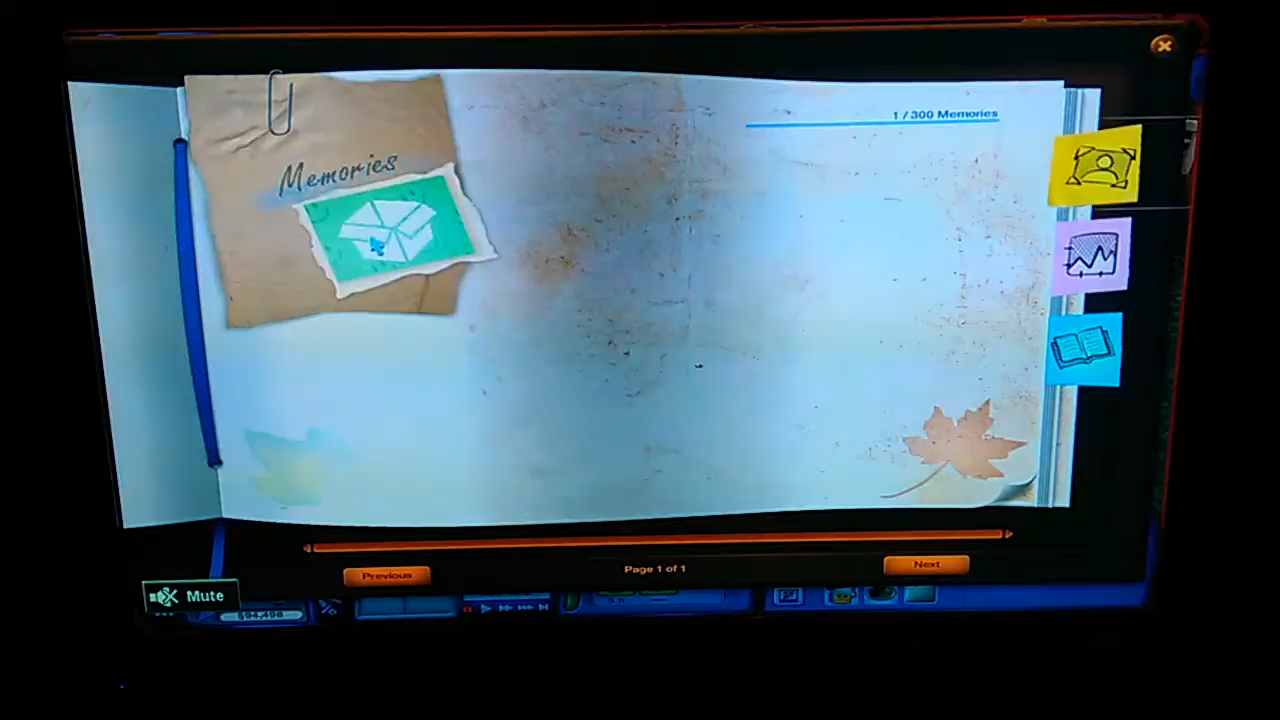 1 / 300 Memories
Memories
Previous
Page 1 of 1
Next
Mute